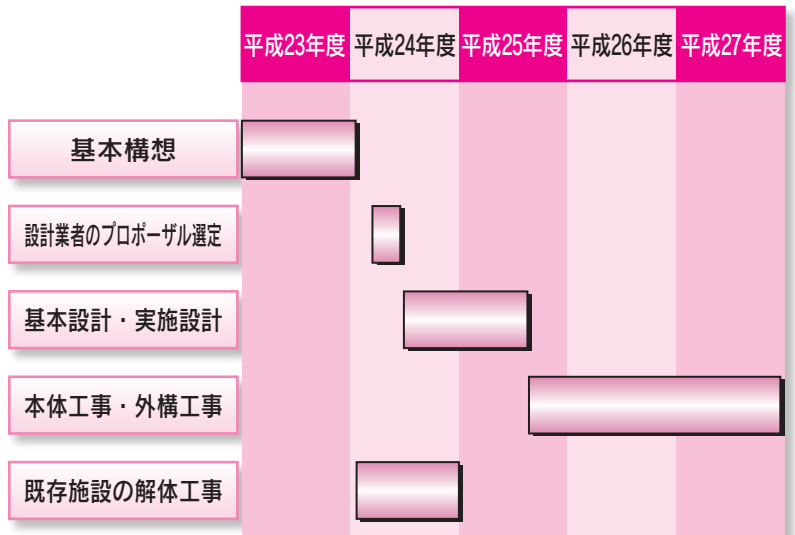 平成23年度 平成24年度 平成25年度 平成26年度 平成27年度
基本構想
設計業者のプロポーザル選定
基本設計・実施設計
本体工事・外構工事
既存施設の解体工事